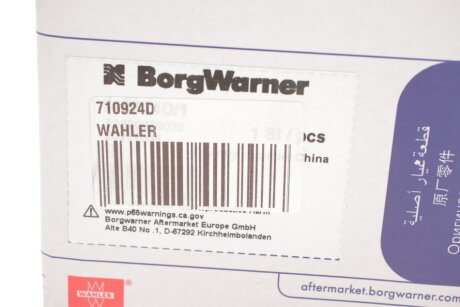 BorgWarner
710924D
D/1
WAHLER
1 St / pcs
China
www.p65warnings.ca.gov
Borgwarner Aftermarket Europe GmbH
Alte B40 No .1, D-67292 Kirchheimbolanden
قطعة غيار أصلية
原厂零件
WAHLER
aftermarket.borgwarner.com